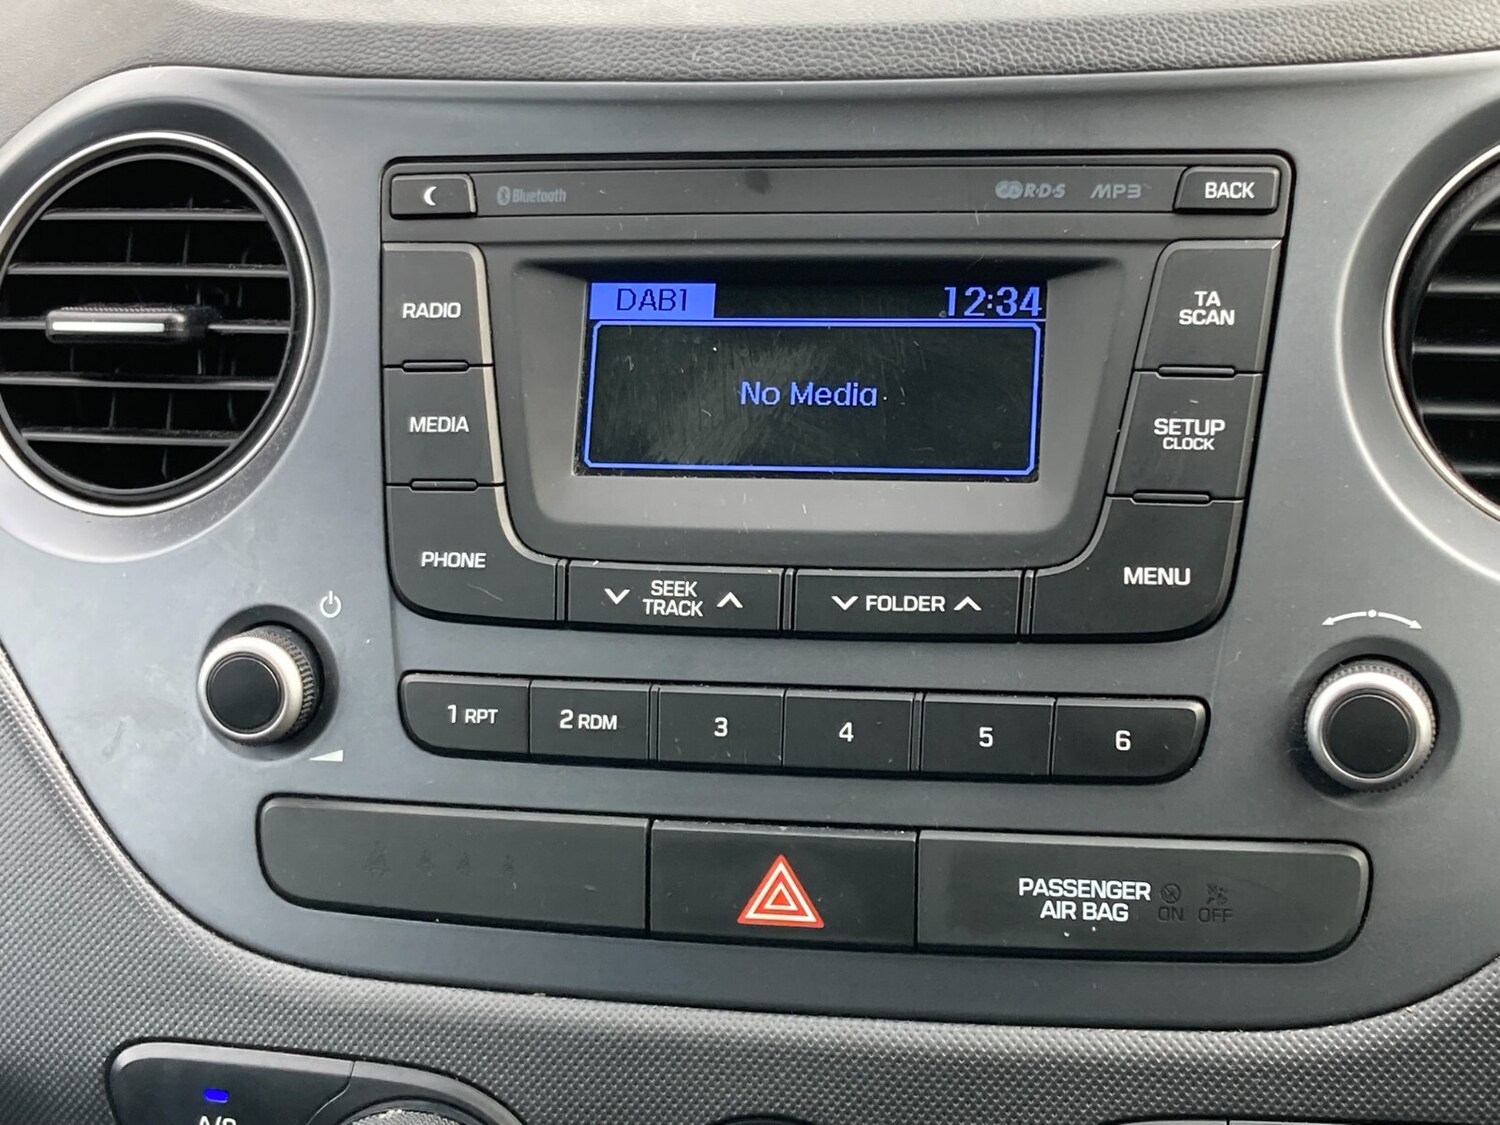 Bluetooth
R·D·S
MP3
BACK
RADIO
DAB1
12:34
TA
SCAN
No Media
MEDIA
SETUP
CLOCK
PHONE
SEEK
TRACK
FOLDER
MENU
1 RPT
2 RDM
3
4
5
6
PASSENGER
AIR BAG
ON
OFF